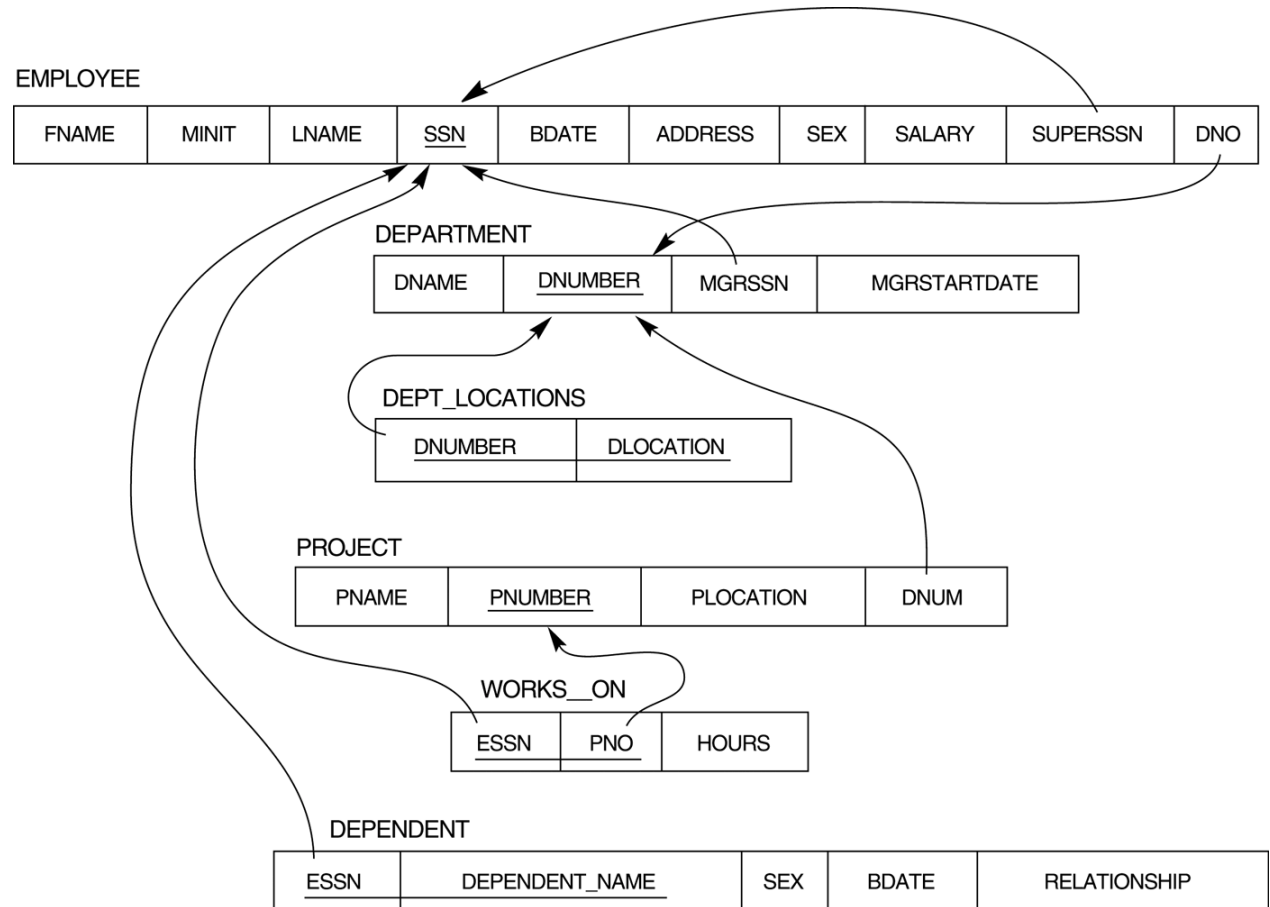 EMPLOYEE
FNAME MINIT LNAME SSN BDATE ADDRESS SEX SALARY SUPERSSN DNO
DEPARTMENT
DNAME DNUMBER MGRSSN MGRSTARTDATE
DEPT_LOCATIONS
DNUMBER DLOCATION
PROJECT
PNAME PNUMBER PLOCATION DNUM
WORKS__ON
ESSN PNO HOURS
DEPENDENT
ESSN DEPENDENT_NAME SEX BDATE RELATIONSHIP